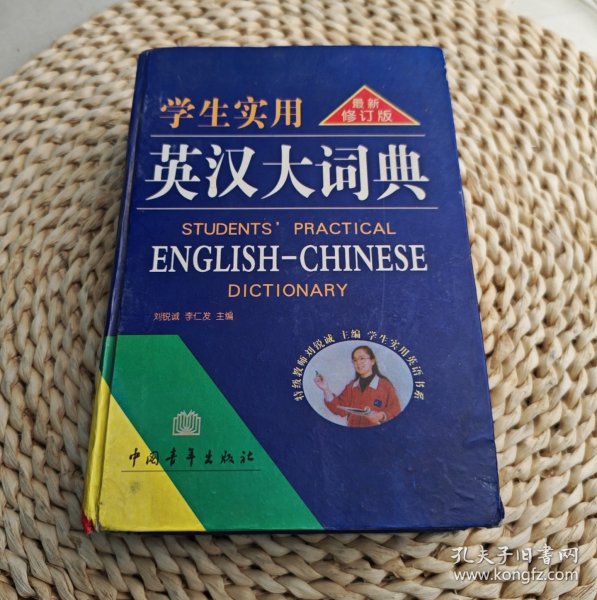 学生实用
最新
修订版
英汉大词典
STUDENTS' PRACTICAL
ENGLISH-CHINESE
DICTIONARY
刘锐诚 李仁发 主编
特级教师刘锐诚 主编 学生实用英语书系
中国青年出版社
孔夫子旧书网
www.kongfz.com